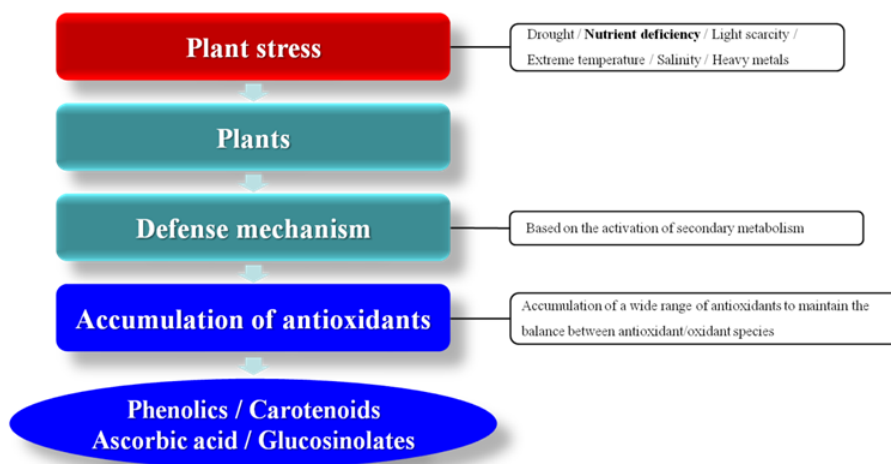 Plant stress
Drought / Nutrient deficiency / Light scarcity /
Extreme temperature / Salinity / Heavy metals
Plants
Defense mechanism
Based on the activation of secondary metabolism
Accumulation of antioxidants
Accumulation of a wide range of antioxidants to maintain the
balance between antioxidant/oxidant species
Phenolics / Carotenoids
Ascorbic acid / Glucosinolates